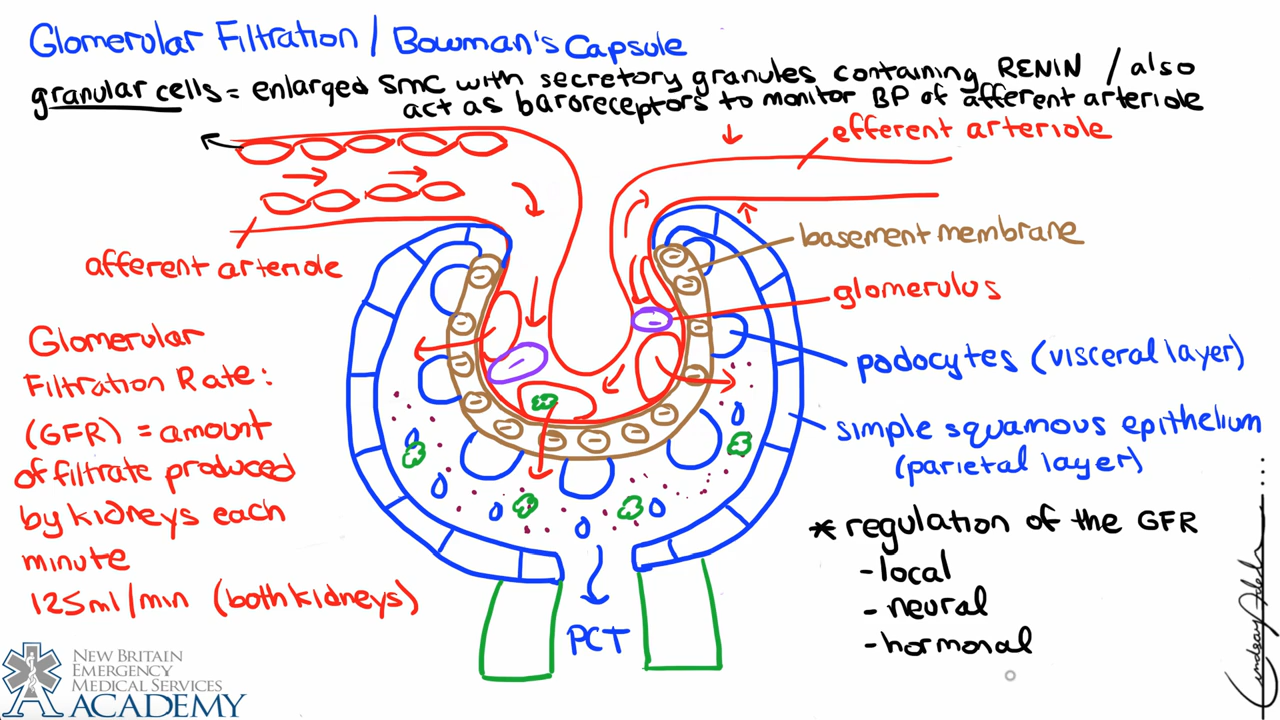 Glomerular Filtration / Bowman's Capsule
granular cells = enlarged SMC with secretory granules containing RENIN / also
act as baroreceptors to monitor BP of afferent arteriole
efferent arteriole
basement membrane
afferent arteriole
glomerulus
Glomerular
Filtration Rate:
(GFR) = amount
of filtrate produced
by kidneys each
minute
125ml/min (both kidneys)
podocytes (visceral layer)
simple squamous epithelium
(parietal layer)
* regulation of the GFR
- local
- neural
- hormonal
PCT
NEW BRITAIN
EMERGENCY
MEDICAL SERVICES
ACADEMY